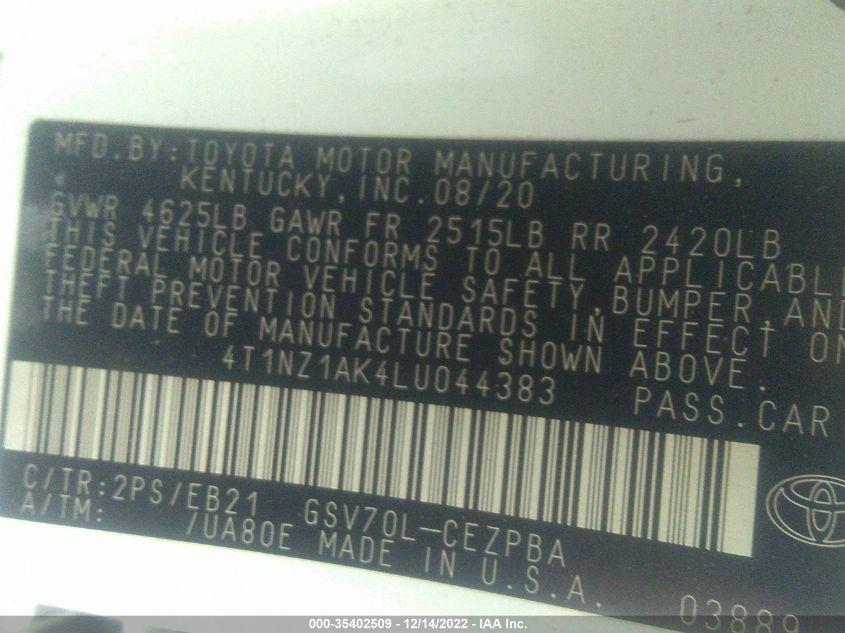 MFD.BY:TOYOTA MOTOR MANUFACTURING,
KENTUCKY, INC.08/20
GVWR 4625LB GAWR FR 2515LB RR 2420LB
THIS VEHICLE CONFORMS TO ALL APPLICABLE
FEDERAL MOTOR VEHICLE SAFETY,BUMPER,AND
THEFT PREVENTION STANDARDS IN EFFECT ON
THE DATE OF MANUFACTURE SHOWN ABOVE.
4T1NZ1AK4LU044383 PASS.CAR
C/TR:2PS/EB21 GSV70L-CEZPBA
A/TM: /UA80E MADE IN U.S.A.
03889
000-35402509 - 12/14/2022 - IAA Inc.